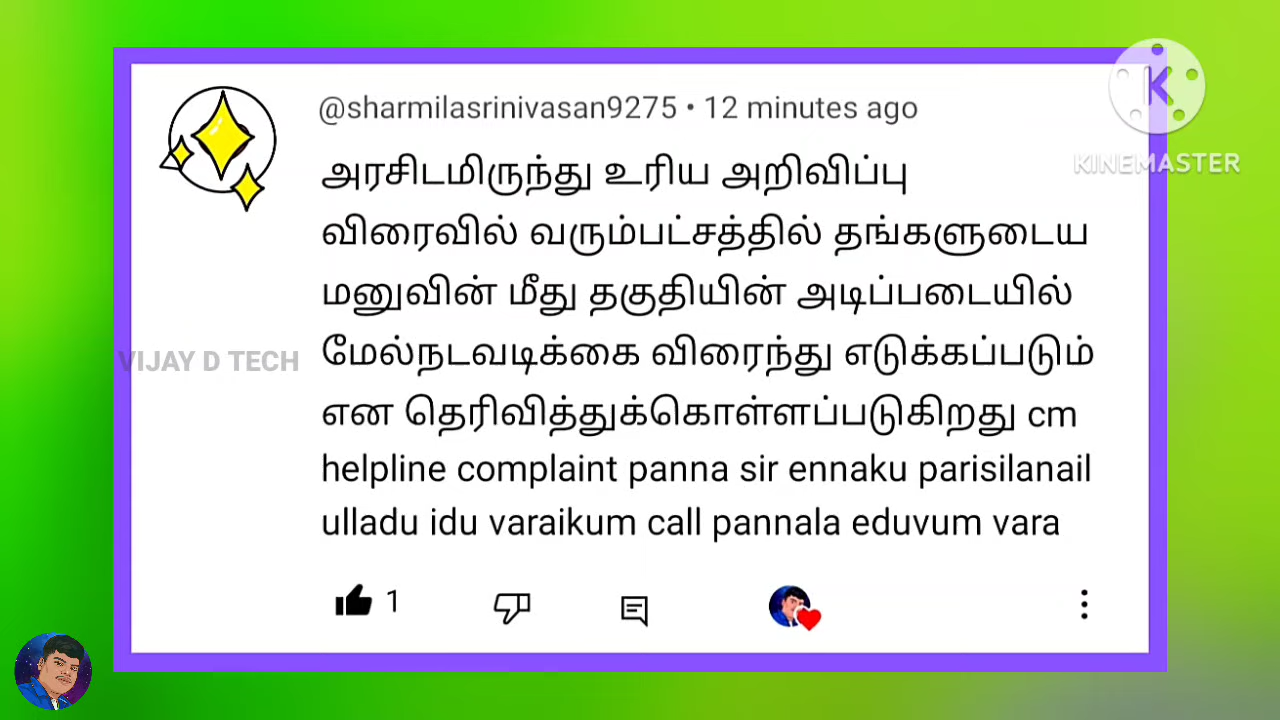 @sharmilasrinivasan9275 • 12 minutes ago
KINEMASTER
அரசிடமிருந்து உரிய அறிவிப்பு
விரைவில் வரும்பட்சத்தில் தங்களுடைய
மனுவின் மீது தகுதியின் அடிப்படையில்
VIJAY D TECH
மேல்நடவடிக்கை விரைந்து எடுக்கப்படும்
என தெரிவித்துக்கொள்ளப்படுகிறது cm
helpline complaint panna sir ennaku parisilanail
ulladu idu varaikum call pannala eduvum vara
1